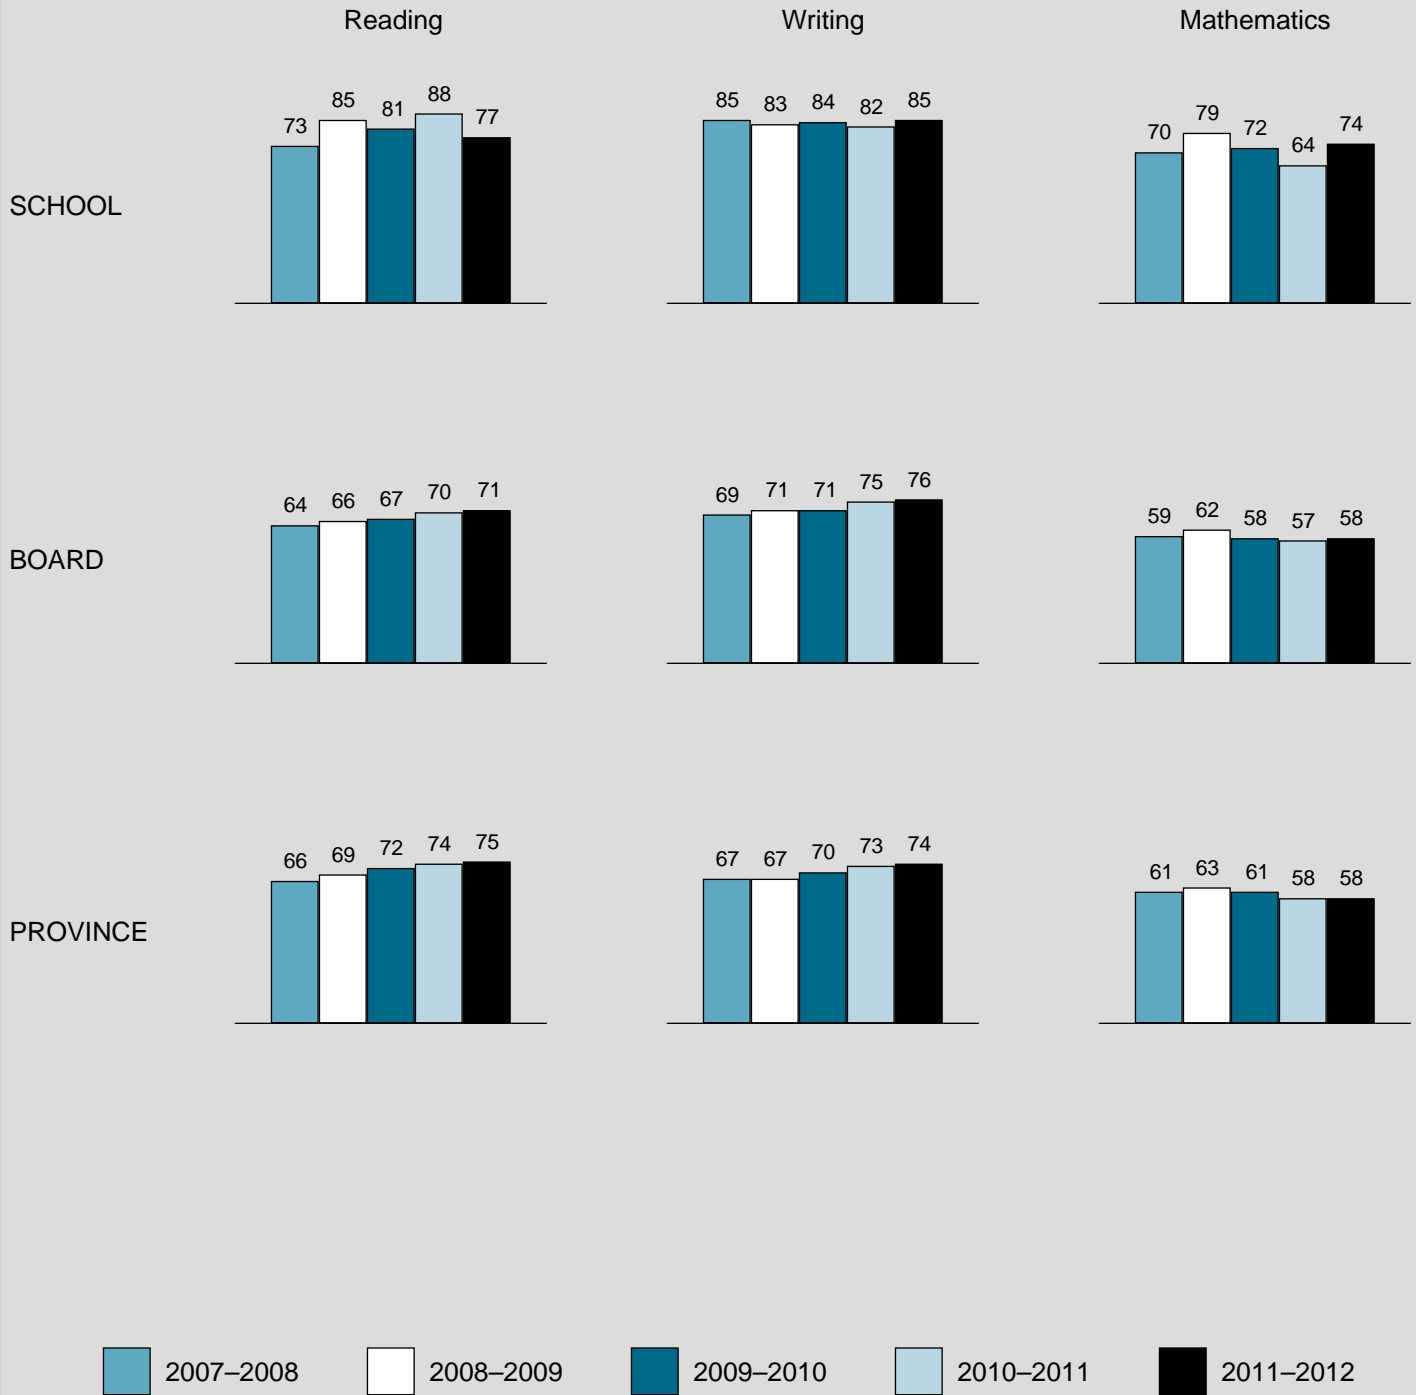 Reading Writing Mathematics
SCHOOL
73 85 81 88 77
85 83 84 82 85
70 79 72 64 74
BOARD
64 66 67 70 71
69 71 71 75 76
59 62 58 57 58
PROVINCE
66 69 72 74 75
67 67 70 73 74
61 63 61 58 58
2007–2008 2008–2009 2009–2010 2010–2011 2011–2012